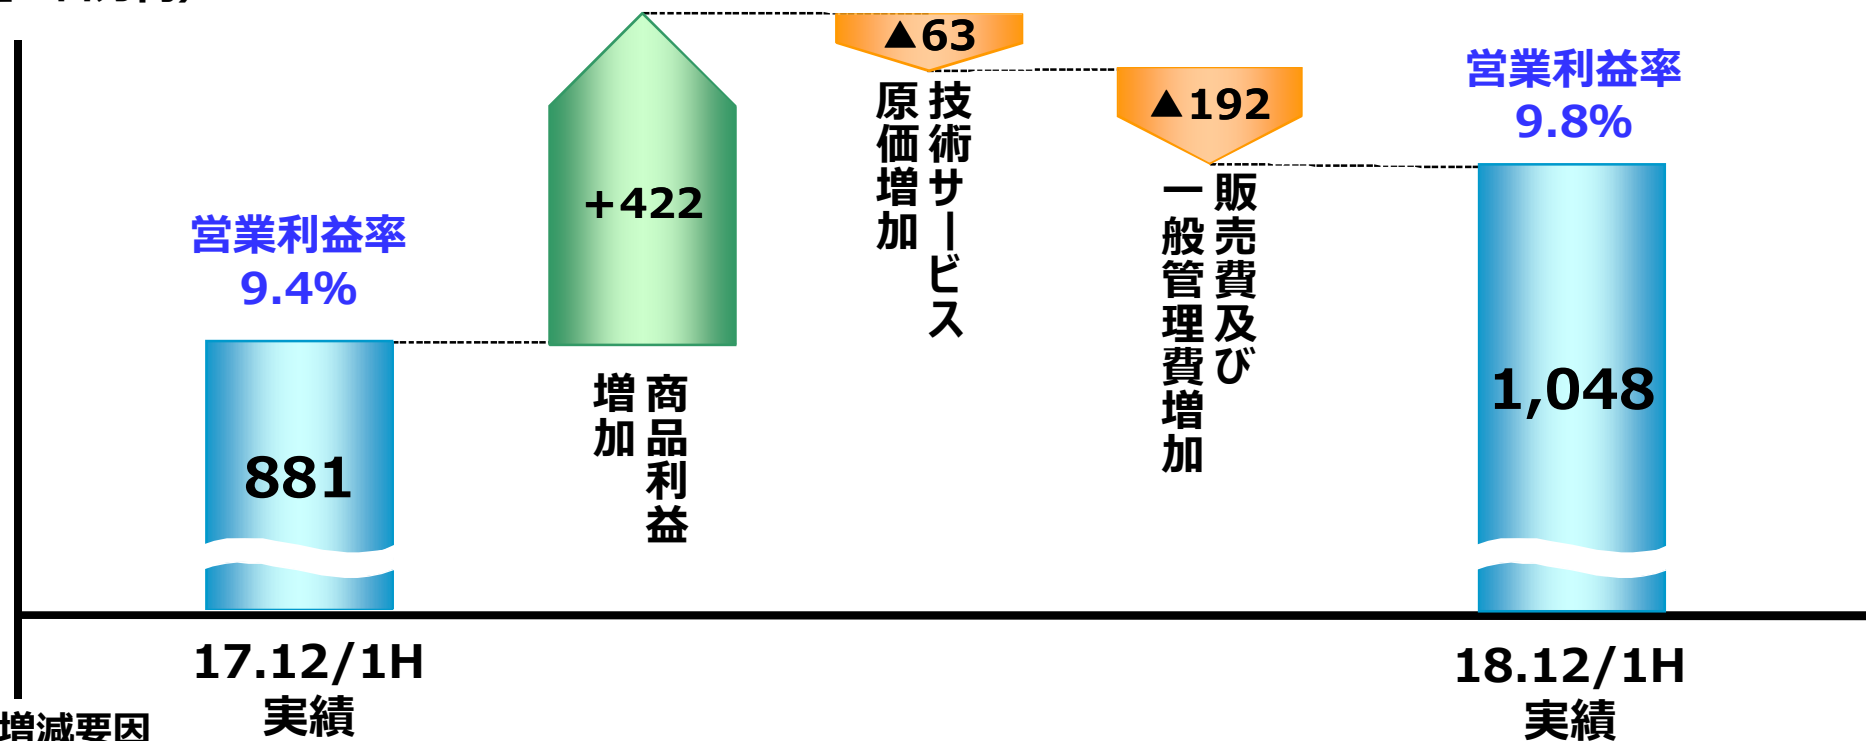 ▲63
▲192
+422
営業利益率
9.4%
営業利益率
9.8%
881
1,048
商品利益
増加
技術サービス
原価増加
販売費及び
一般管理費増加
17.12/1H
実績
18.12/1H
実績
増減要因